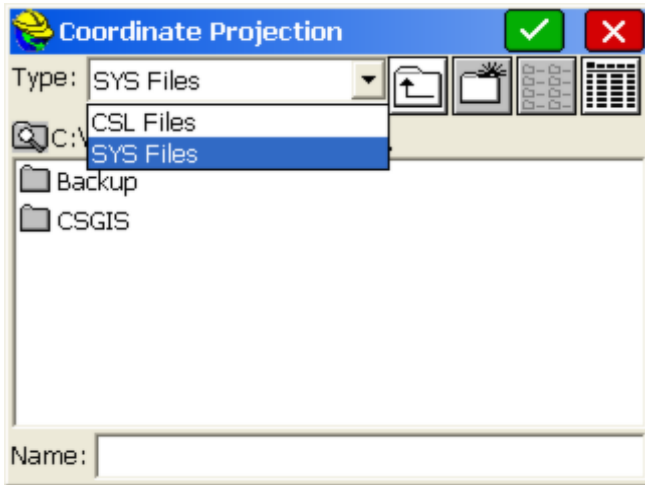 Coordinate Projection
Type: SYS Files
CSL Files
C:\
SYS Files
Backup
CSGIS
Name: